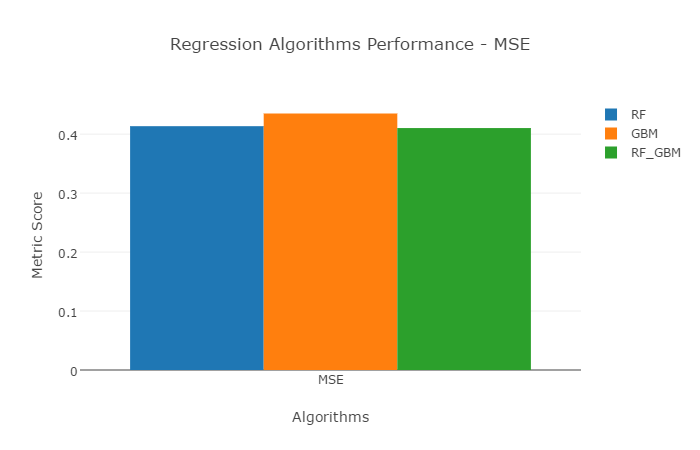 Regression Algorithms Performance - MSE
RF
GBM
RF_GBM
Metric Score
0.4
0.3
0.2
0.1
0
MSE
Algorithms